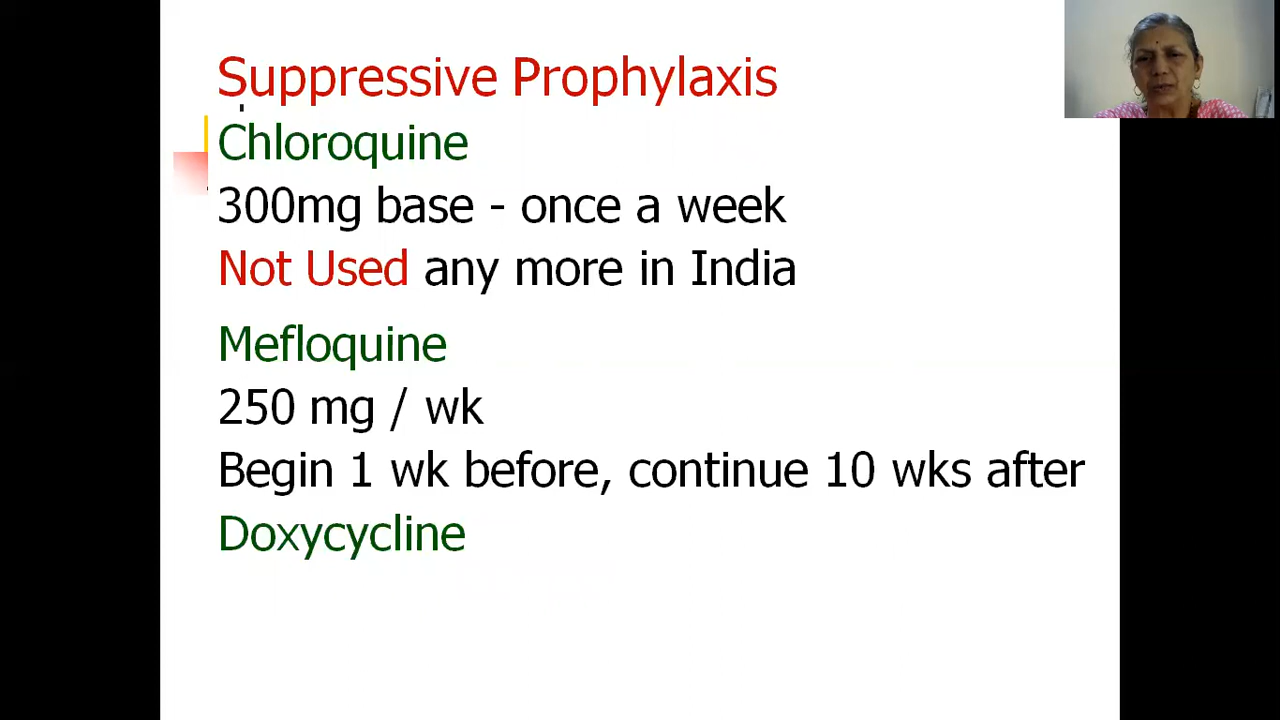 Suppressive Prophylaxis
Chloroquine
300mg base - once a week
Not Used any more in India
Mefloquine
250 mg / wk
Begin 1 wk before, continue 10 wks after
Doxycycline